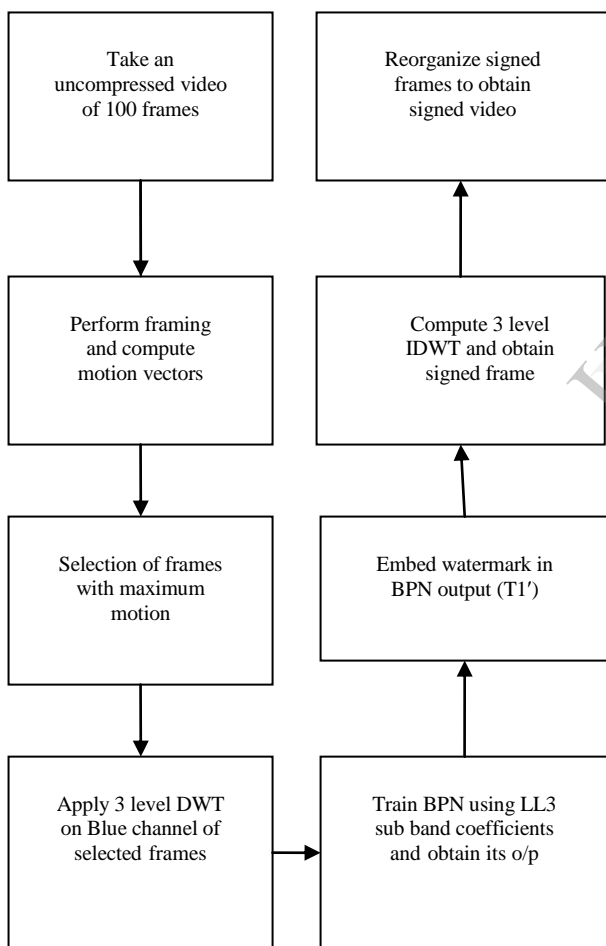 Take an
uncompressed video
of 100 frames
Perform framing
and compute
motion vectors
Selection of frames
with maximum
motion
Apply 3 level DWT
on Blue channel of
selected frames
Train BPN using LL3
sub band coefficients
and obtain its o/p
Embed watermark in
BPN output (T1′)
Compute 3 level
IDWT and obtain
signed frame
Reorganize signed
frames to obtain
signed video